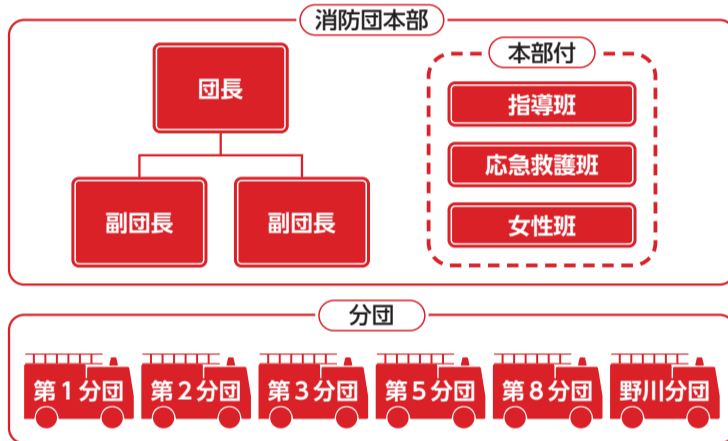 消防団本部
団長
副団長
副団長
本部付
指導班
応急救護班
女性班
分団
第1分団
第2分団
第3分団
第5分団
第8分団
野川分団